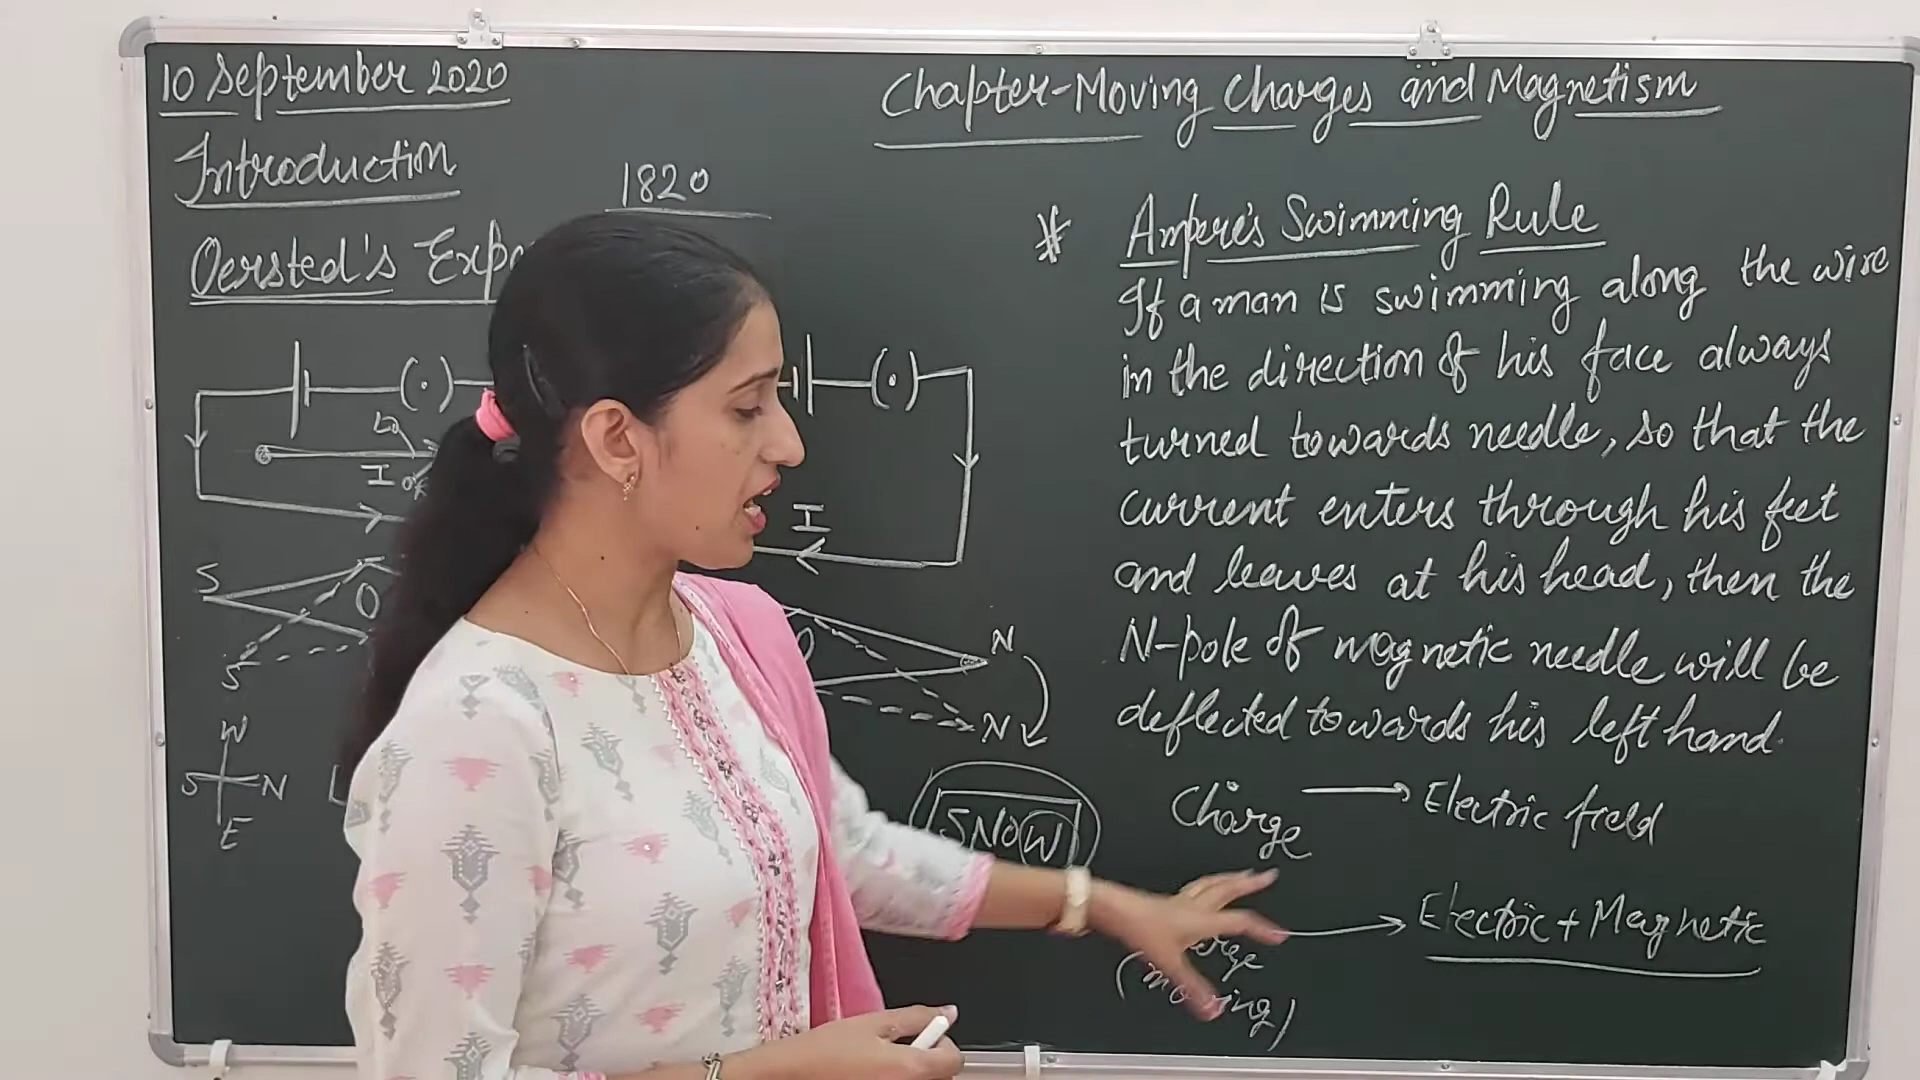 10 September 2020
Chapter-Moving Charges and Magnetism
Introduction
1820
Oersted's
I
S
O
S
W
S N
E
I
N
N
SNOW
* Ampere's Swimming Rule
If a man is swimming along the wire
in the direction of his face always
turned towards needle, so that the
current enters through his feet
and leaves at his head, then the
N-pole of magnetic needle will be
deflected towards his left hand.
Charge → Electric field
→ Electric + Magnetic